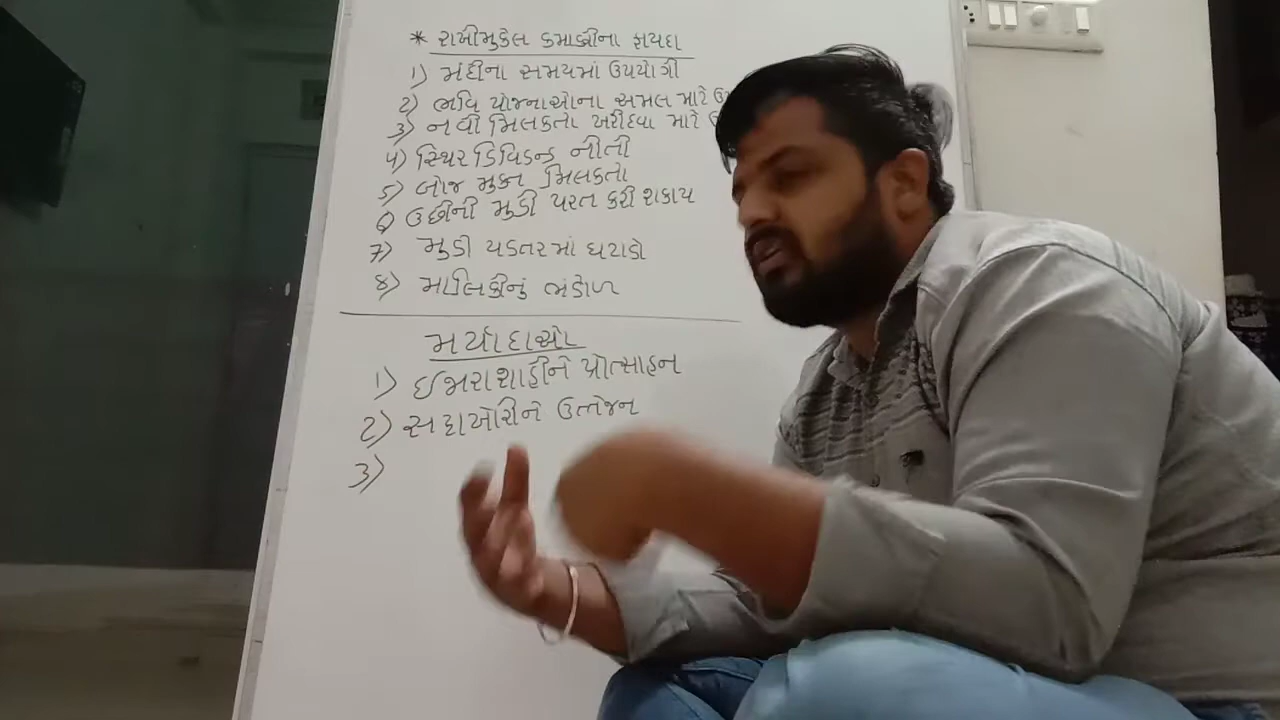 * રાખીમુકેલ કમાણીના ફાયદા
1) મંદીના સમયમાં ઉપયોગી
2) ભવિ યોજનાઓના અમલ માટે
3) નવી મિલકતો ખરીદવા માટે
4) સ્થિર ડિવિડન્ડ નીતી
5) બોજ મુક્ત મિલકતો
6 ઉછીની મુડી પરત કરી શકાય
7) મુડી પડતરમાં ઘટાડો
8) માલિકીનું ભંડોળ
મર્યાદાઓ
1) ઈજારાશાહીને પ્રોત્સાહન
2) સટ્ટાખોરીને ઉત્તેજન
3)